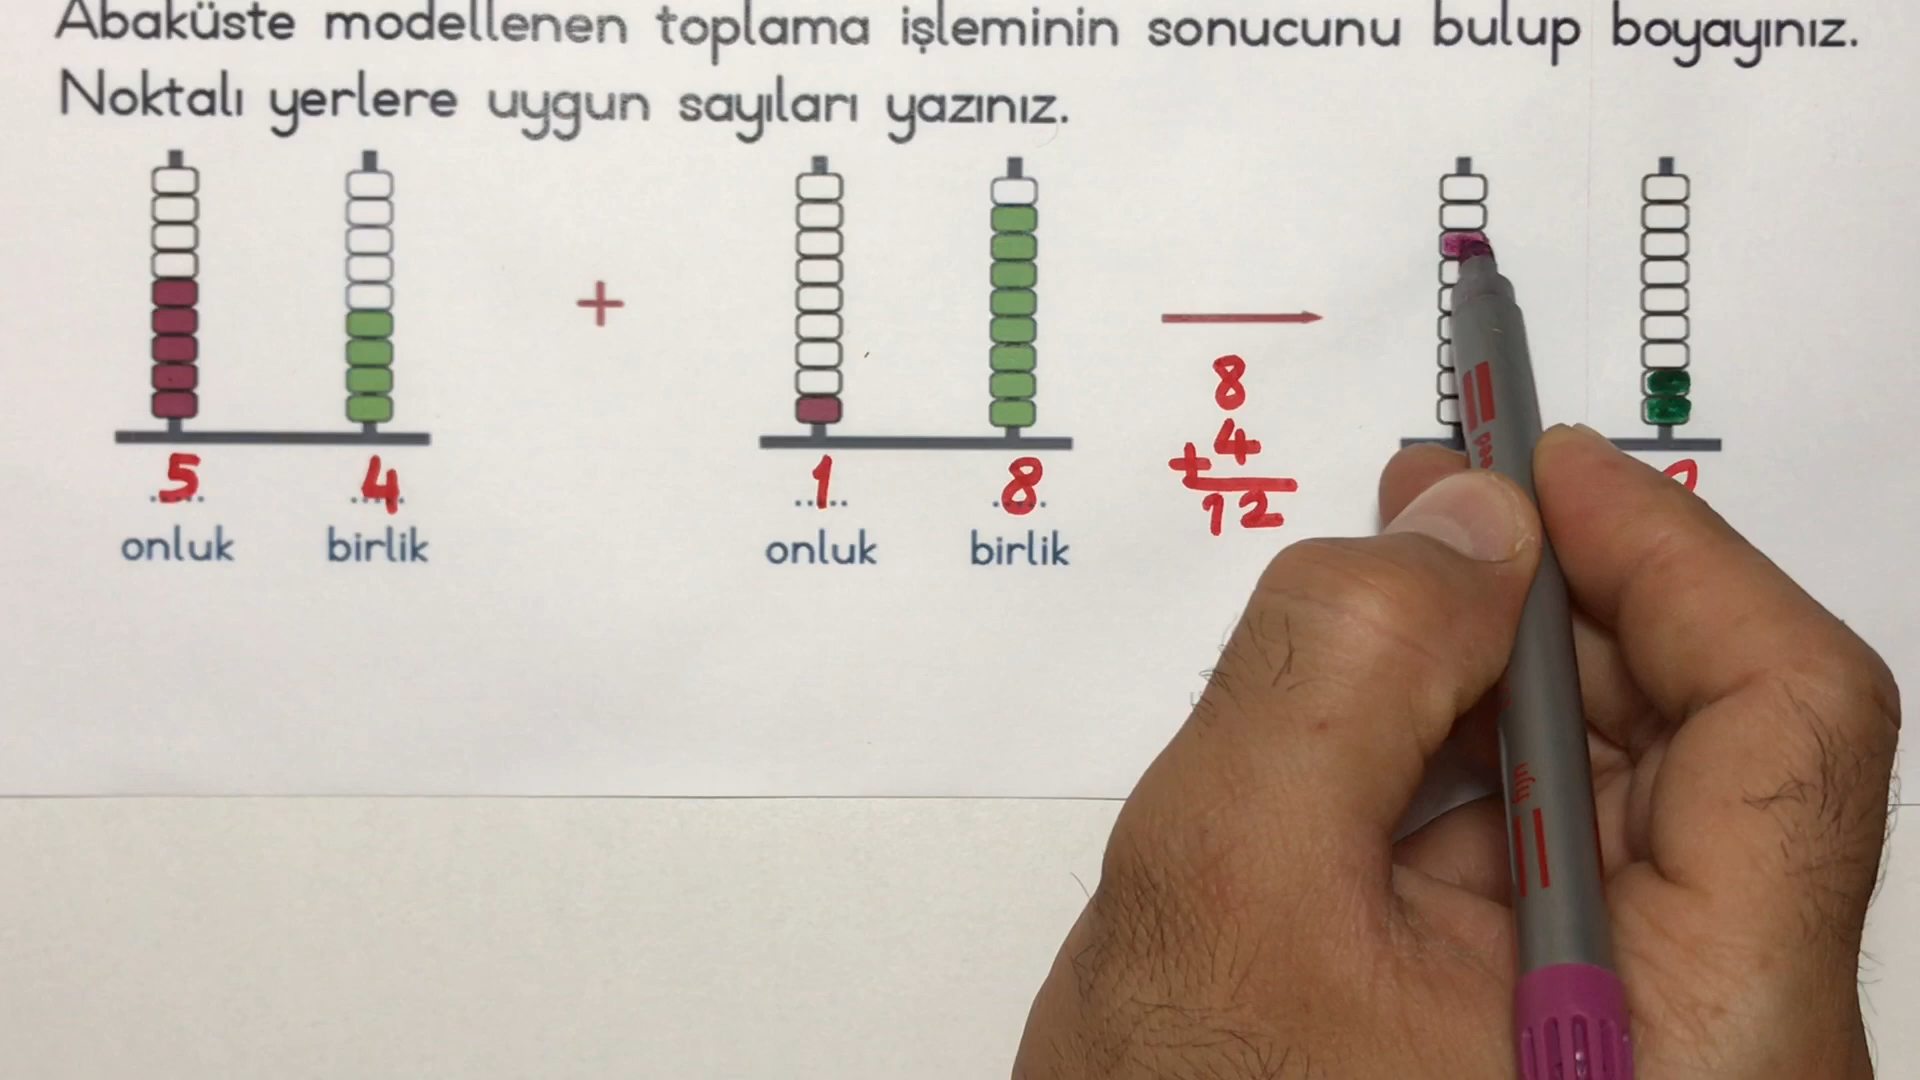 Abaküste modellenen toplama işleminin sonucunu bulup boyayınız.
Noktalı yerlere uygun sayıları yazınız.
+
8
+ 4
12
5 4 1 8
onluk birlik onluk birlik